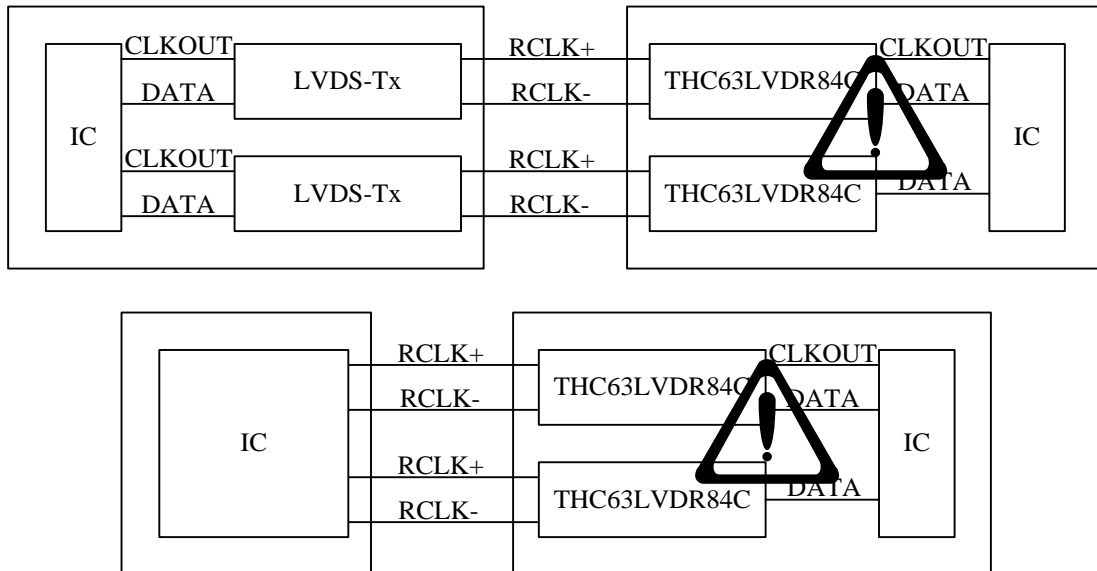 CLKOUT RCLK+ CLKOUT
LVDS-Tx THC63LVDR84C
DATA RCLK- DATA
IC IC
CLKOUT RCLK+
LVDS-Tx THC63LVDR84C DATA
DATA RCLK-
RCLK+ CLKOUT
THC63LVDR84C
RCLK- DATA
IC IC
RCLK+
THC63LVDR84C DATA
RCLK-